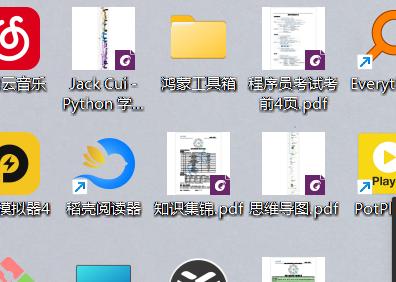 云音乐
Jack Cui -
Python 学...
鸿蒙工具箱
程序员考试考
前4页.pdf
Everyt
模拟器4
稻壳阅读器
知识集锦.pdf
思维导图.pdf
PotPl
Play